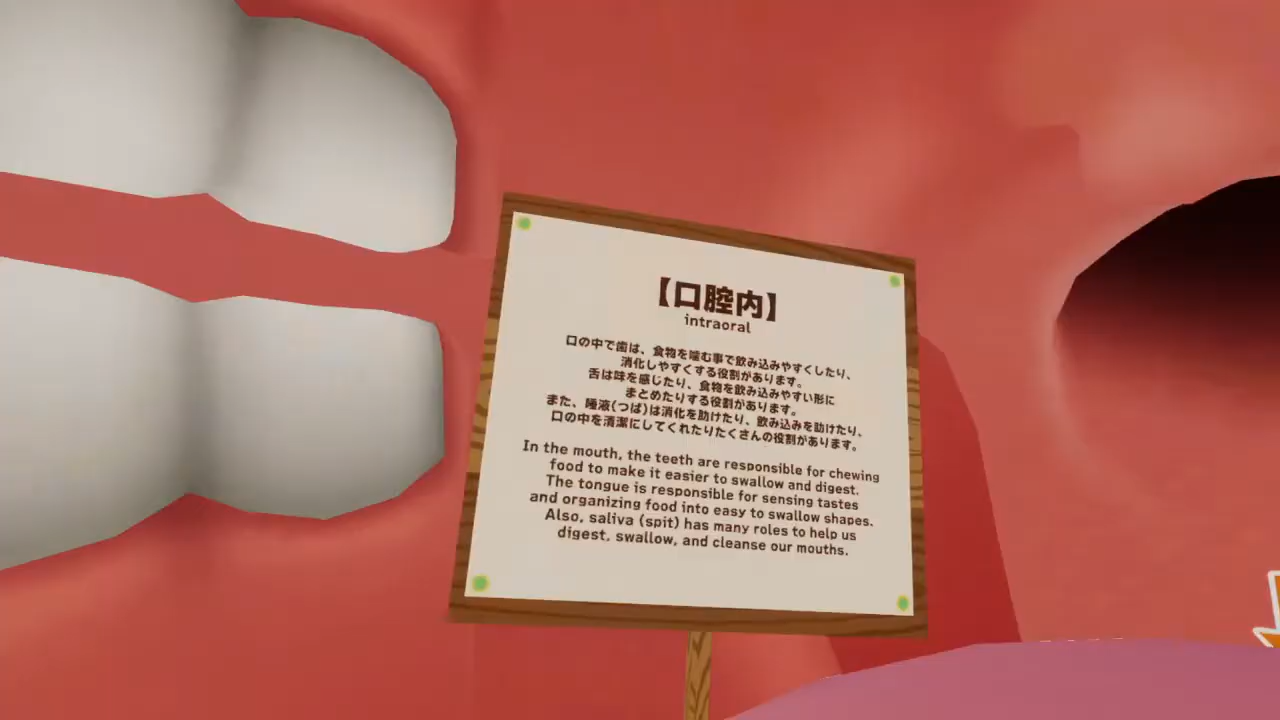 【口腔内】
intraoral
口の中で歯は、食物を噛む事で飲み込みやすくしたり、
消化しやすくする役割があります。
舌は味を感じたり、食物を飲み込みやすい形に
まとめたりする役割があります。
また、唾液(つば)は消化を助けたり、飲み込みを助けたり、
口の中を清潔にしてくれたりたくさんの役割があります。
In the mouth, the teeth are responsible for chewing
food to make it easier to swallow and digest.
The tongue is responsible for sensing tastes
and organizing food into easy to swallow shapes.
Also, saliva (spit) has many roles to help us
digest, swallow, and cleanse our mouths.